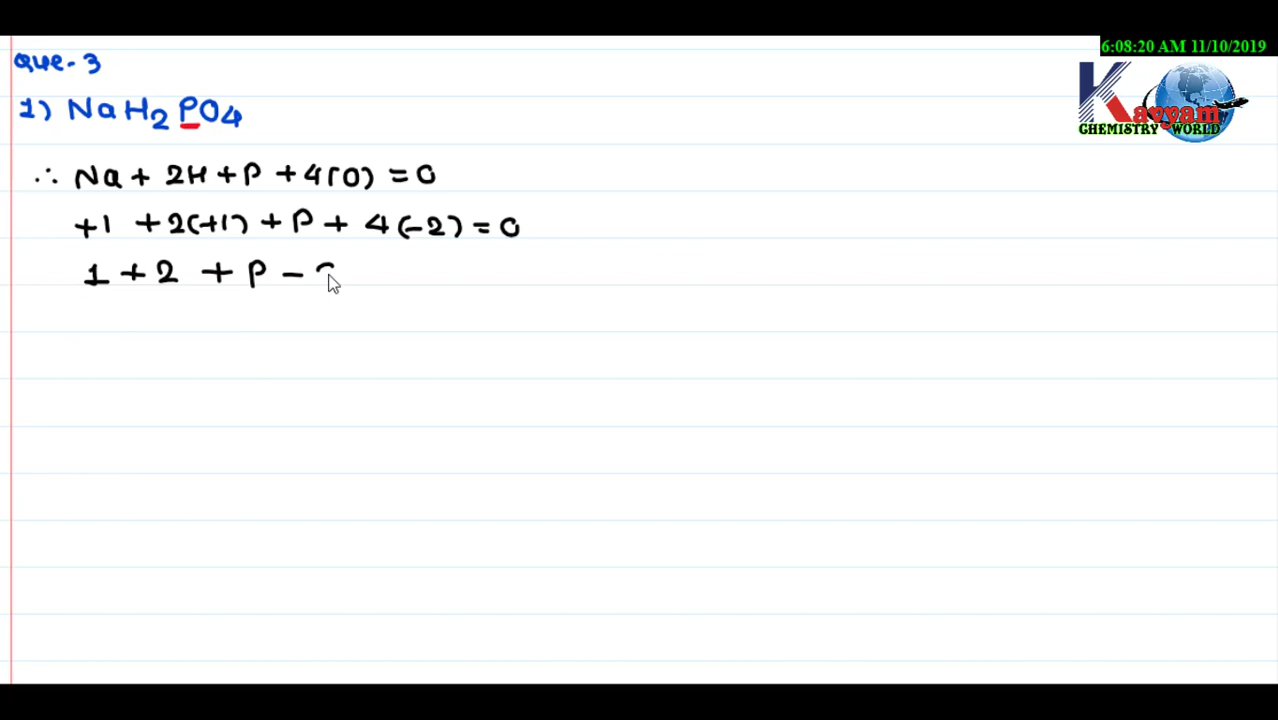 Que. 3
6:08:20 AM 11/10/2019
Kavyam
CHEMISTRY WORLD
1) NaH2PO4
∴ Na + 2H + P + 4(O) = 0
+1 + 2(+1) + P + 4(-2) = 0
1 + 2 + P -